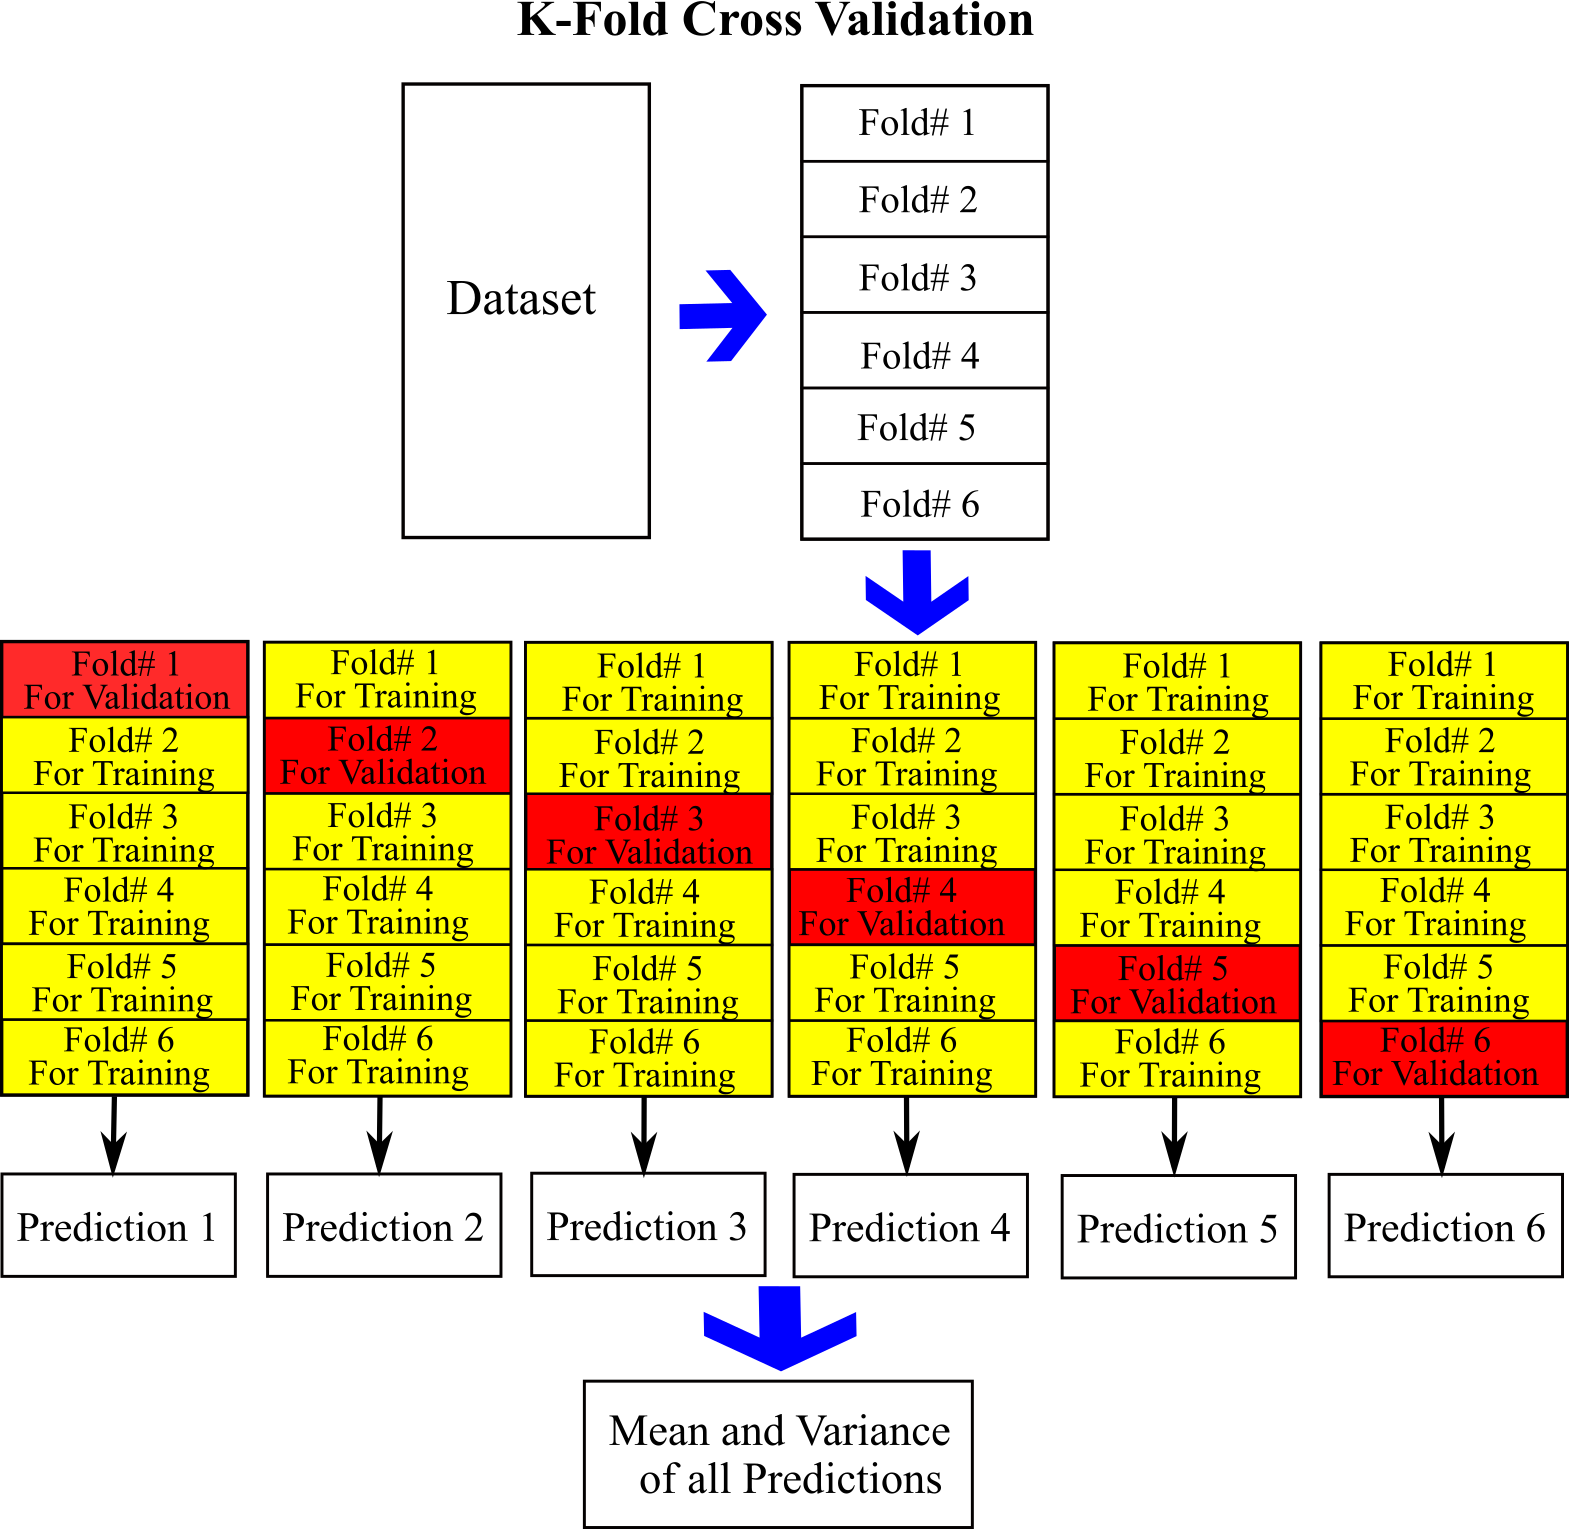 K-Fold Cross Validation
Dataset
Fold# 1
Fold# 2
Fold# 3
Fold# 4
Fold# 5
Fold# 6
Fold# 1
For Validation
Fold# 2
For Training
Fold# 3
For Training
Fold# 4
For Training
Fold# 5
For Training
Fold# 6
For Training
Fold# 1
For Training
Fold# 2
For Validation
Fold# 3
For Training
Fold# 4
For Training
Fold# 5
For Training
Fold# 6
For Training
Fold# 1
For Training
Fold# 2
For Training
Fold# 3
For Validation
Fold# 4
For Training
Fold# 5
For Training
Fold# 6
For Training
Fold# 1
For Training
Fold# 2
For Training
Fold# 3
For Training
Fold# 4
For Validation
Fold# 5
For Training
Fold# 6
For Training
Fold# 1
For Training
Fold# 2
For Training
Fold# 3
For Training
Fold# 4
For Training
Fold# 5
For Validation
Fold# 6
For Training
Fold# 1
For Training
Fold# 2
For Training
Fold# 3
For Training
Fold# 4
For Training
Fold# 5
For Training
Fold# 6
For Validation
Prediction 1
Prediction 2
Prediction 3
Prediction 4
Prediction 5
Prediction 6
Mean and Variance
of all Predictions